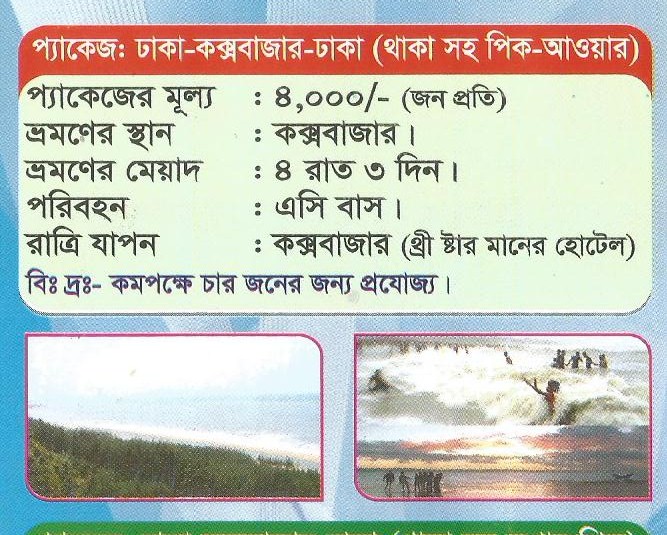 প্যাকেজ: ঢাকা-কক্সবাজার-ঢাকা (থাকা সহ পিক-আওয়ার)
প্যাকেজের মূল্য : ৪,০০০/- (জন প্রতি)
ভ্রমণের স্থান : কক্সবাজার।
ভ্রমণের মেয়াদ : ৪ রাত ৩ দিন।
পরিবহন : এসি বাস।
রাত্রি যাপন : কক্সবাজার (থ্রী ষ্টার মানের হোটেল)
বিঃ দ্রঃ- কমপক্ষে চার জনের জন্য প্রযোজ্য।